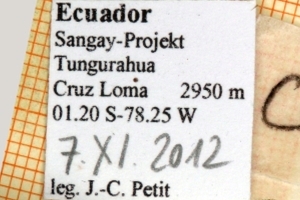 Ecuador
Sangay-Projekt
Tungurahua
Cruz Loma 2950 m
01.20 S-78.25 W
7. XI. 2012
leg. J.-C. Petit